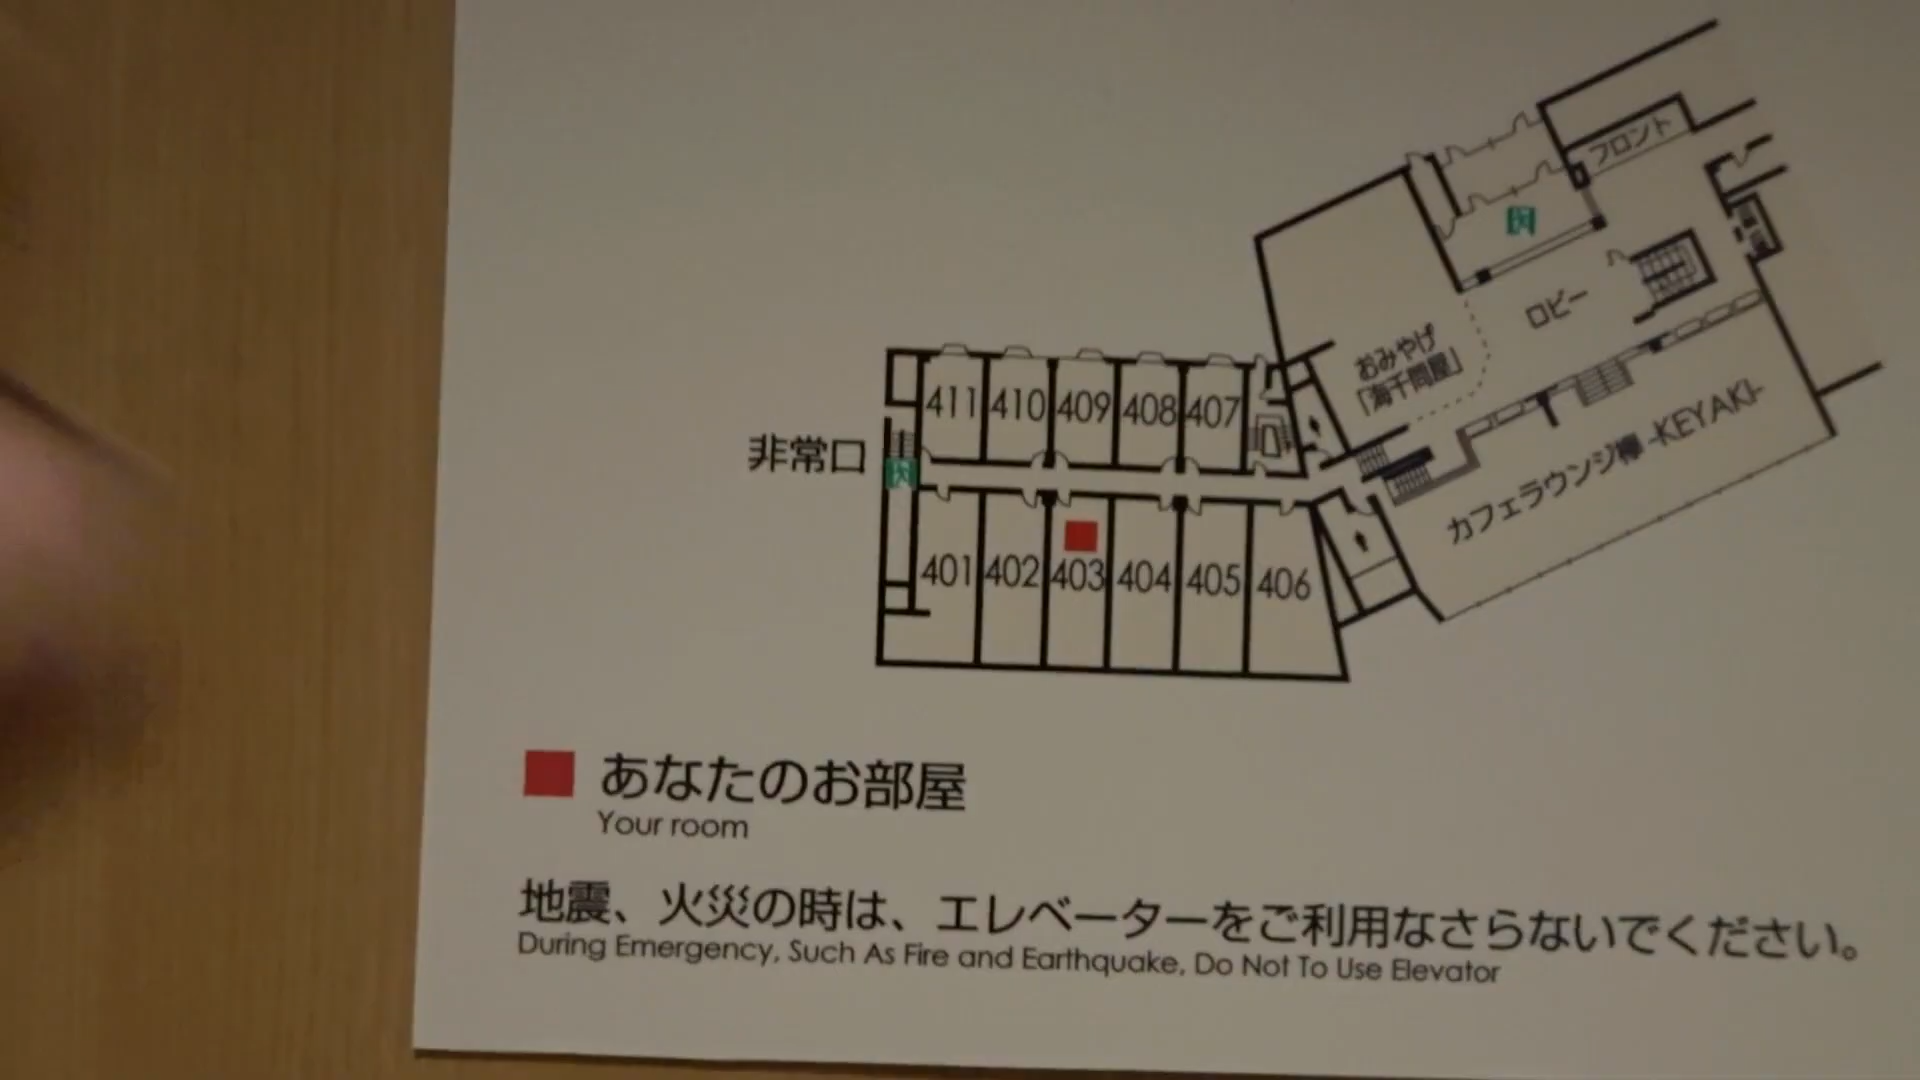 フロント
ロビー
おみやげ
「海千問屋」
カフェラウンジ欅 -KEYAKI-
411 410 409 408 407
非常口
401 402 403 404 405 406
あなたのお部屋
Your room
地震、火災の時は、エレベーターをご利用なさらないでください。
During Emergency, Such As Fire and Earthquake, Do Not To Use Elevator